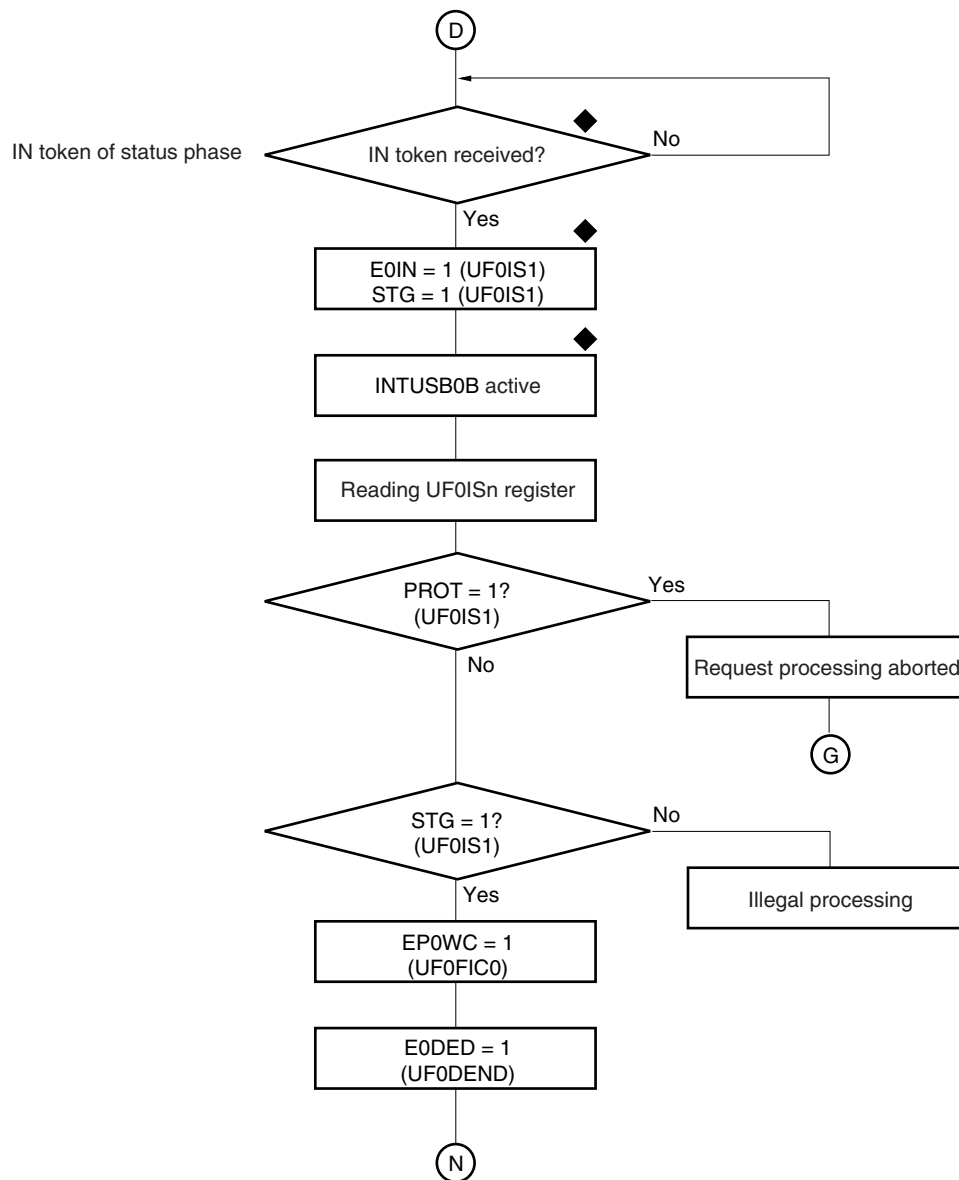 D
IN token of status phase
IN token received?
No
Yes
E0IN = 1 (UF0IS1)
STG = 1 (UF0IS1)
INTUSB0B active
Reading UF0ISn register
PROT = 1?
(UF0IS1)
Yes
No
Request processing aborted
G
STG = 1?
(UF0IS1)
No
Yes
Illegal processing
EP0WC = 1
(UF0FIC0)
E0DED = 1
(UF0DEND)
N